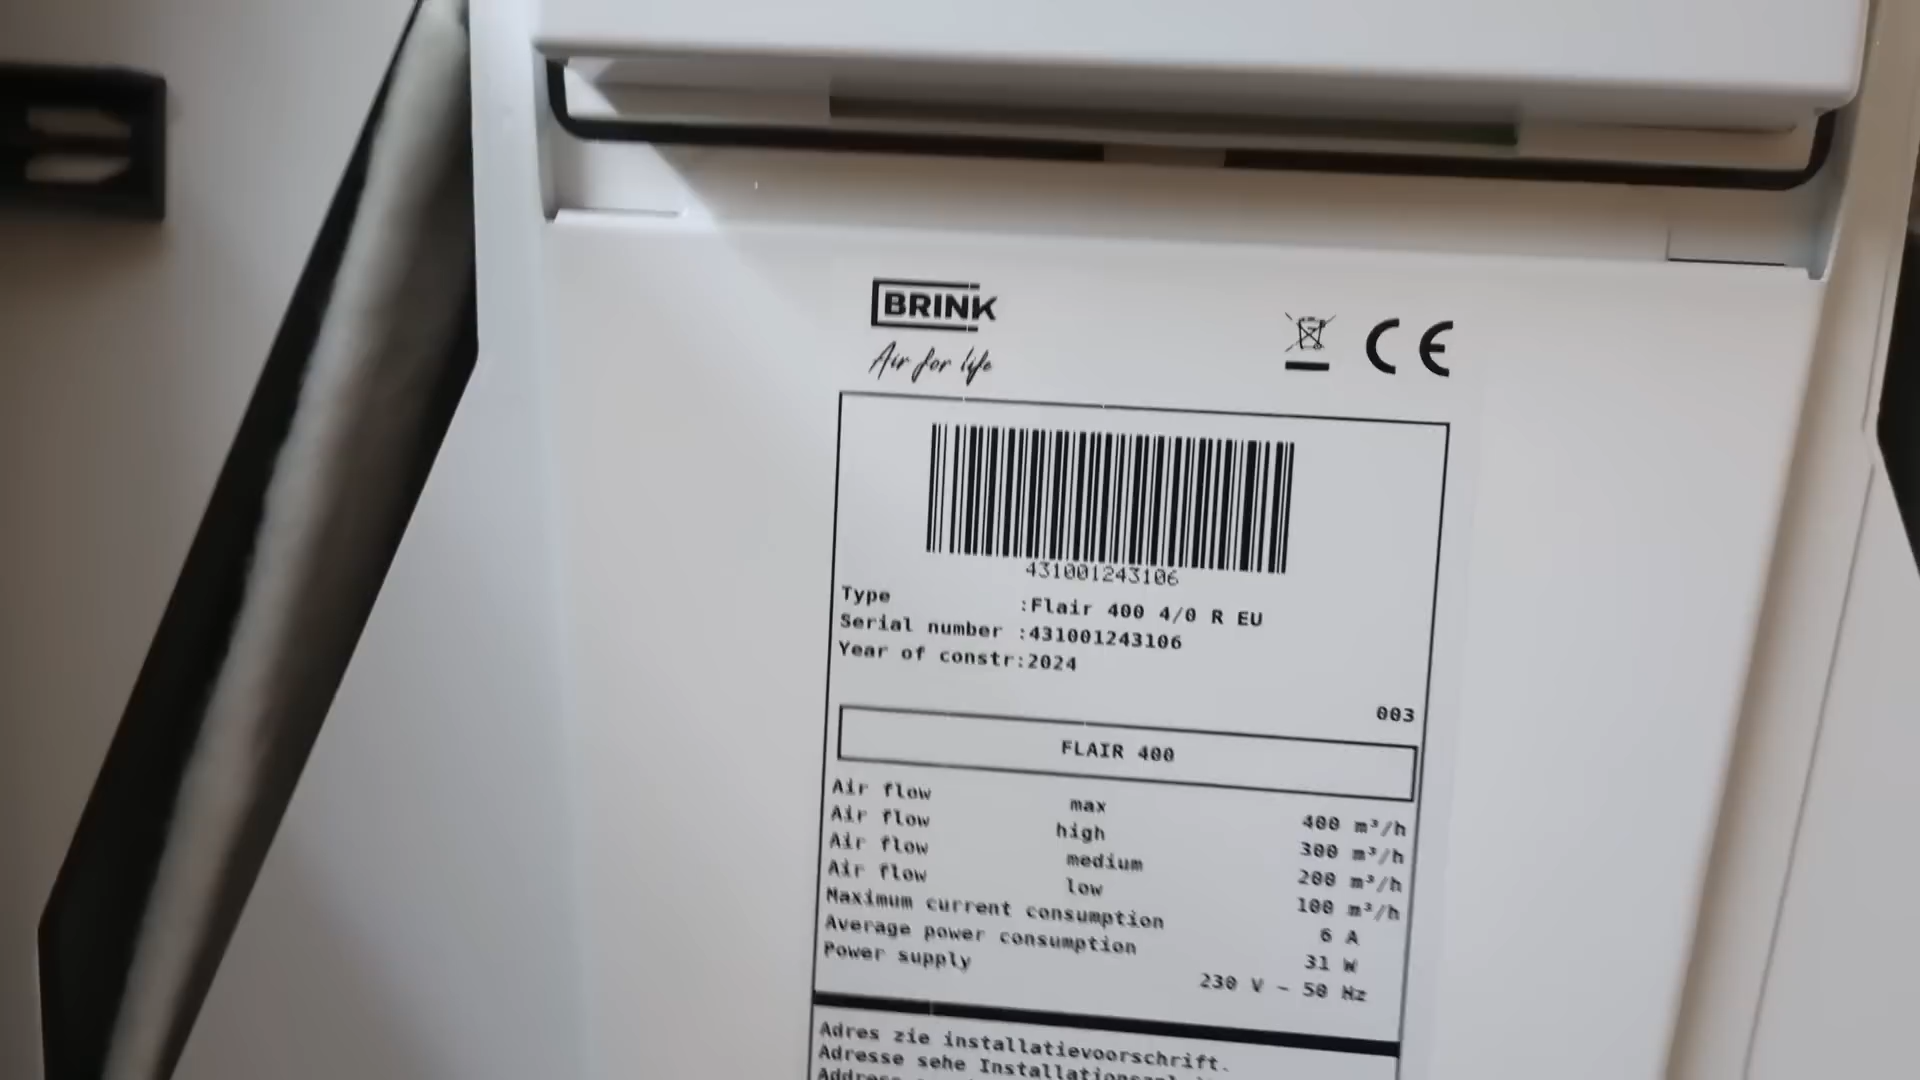 BRINK
Air for life
CE
431001243106
Type :Flair 400 4/0 R EU
Serial number :431001243106
Year of constr:2024
003
FLAIR 400
Air flow max 400 m³/h
Air flow high 300 m³/h
Air flow medium 200 m³/h
Air flow low 100 m³/h
Maximum current consumption 6 A
Average power consumption 31 W
Power supply 230 V ~ 50 Hz
Adres zie installatievoorschrift.
Adresse sehe